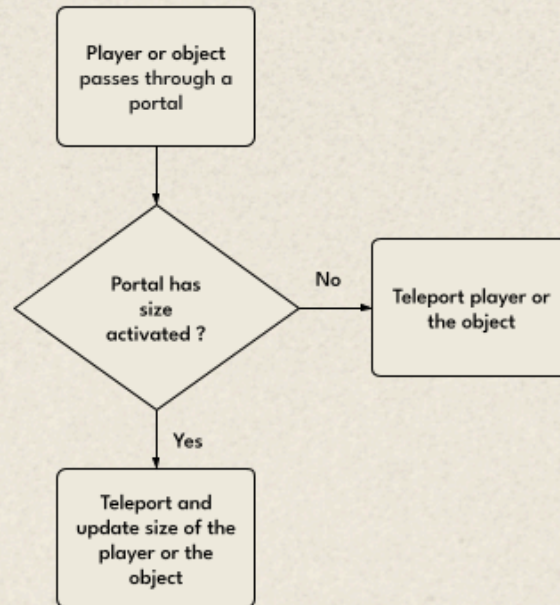 Player or object
passes through a
portal
Portal has
size
activated ?
No
Teleport player or
the object
Yes
Teleport and
update size of the
player or the
object